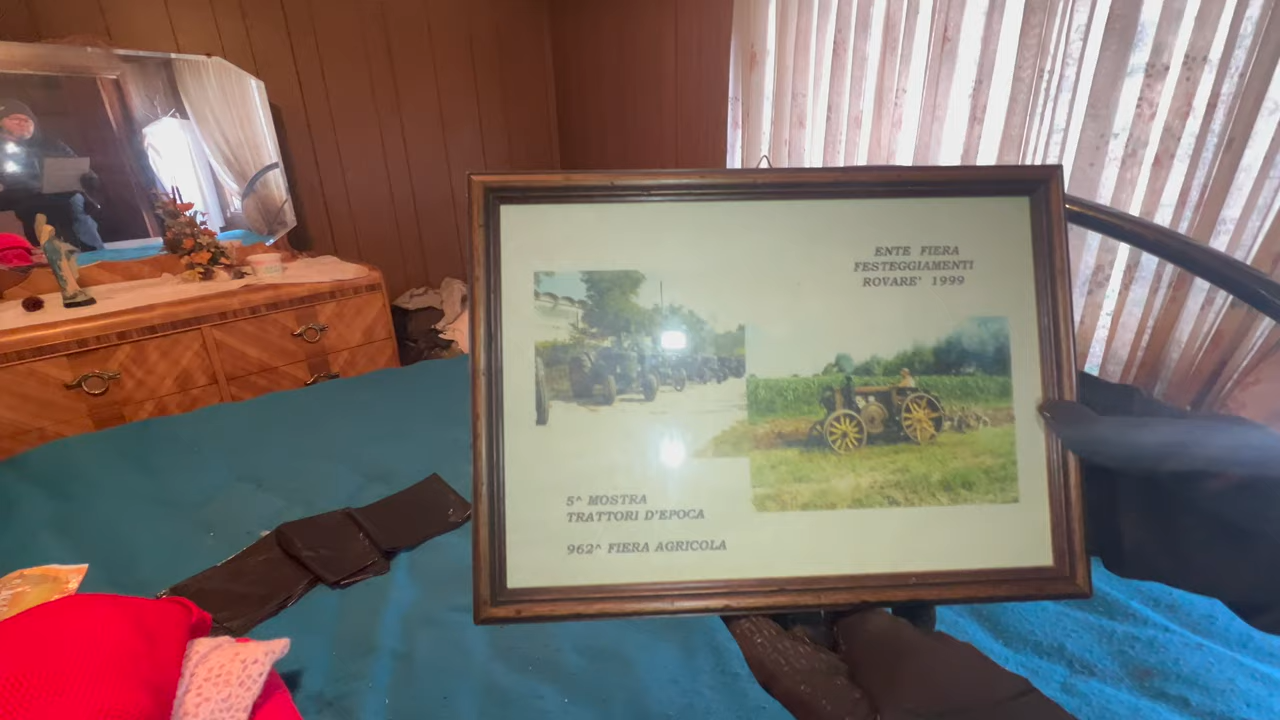 ENTE FIERA
FESTEGGIAMENTI
ROVARE' 1999
5^ MOSTRA
TRATTORI D'EPOCA
962^ FIERA AGRICOLA